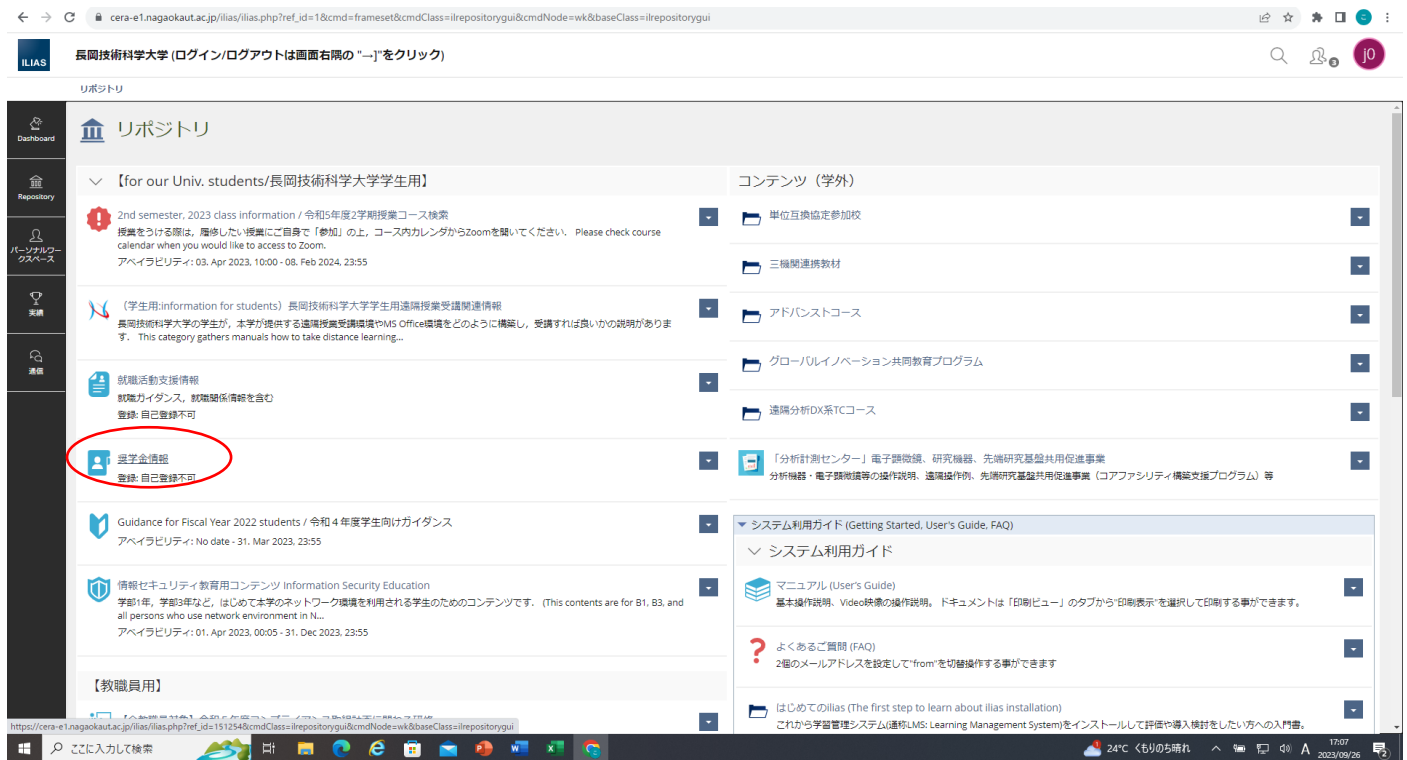 cera-e1.nagaokaut.ac.jp/ilias/ilias.php?ref_id=1&cmd=frameset&cmdClass=ilrepositorygui&cmdNode=wk&baseClass=ilrepositorygui
ILIAS
長岡技術科学大学 (ログイン/ログアウトは画面右隅の "→]"をクリック)
3
j0
リポジトリ
Dashboard
Repository
パーソナルワー
クスペース
実績
通信
リポジトリ
【for our Univ. students/長岡技術科学大学学生用】
2nd semester, 2023 class information / 令和5年度2学期授業コース検索
授業をうける際は，履修したい授業にご自身で「参加」の上，コース内カレンダからZoomを開いてください． Please check course
calendar when you would like to access to Zoom.
アベイラビリティ: 03. Apr 2023, 10:00 - 08. Feb 2024, 23:55
（学生用:information for students）長岡技術科学大学学生用遠隔授業受講関連情報
長岡技術科学大学の学生が，本学が提供する遠隔授業受講環境やMS Office環境をどのように構築し，受講すれば良いかの説明がありま
す． This category gathers manuals how to take distance learning...
就職活動支援情報
就職ガイダンス，就職関係情報を含む
登録: 自己登録不可
奨学金情報
登録: 自己登録不可
Guidance for Fiscal Year 2022 students / 令和４年度学生向けガイダンス
アベイラビリティ: No date - 31. Mar 2023, 23:55
情報セキュリティ教育用コンテンツ Information Security Education
学部1年，学部3年など，はじめて本学のネットワーク環境を利用される学生のためのコンテンツです． (This contents are for B1, B3, and
all persons who use network environment in N...
アベイラビリティ: 01. Apr 2023, 00:05 - 31. Dec 2023, 23:55
【教職員用】
コンテンツ（学外）
単位互換協定参加校
三機関連携教材
アドバンストコース
グローバルイノベーション共同教育プログラム
遠隔分析DX系TCコース
「分析計測センター」電子顕微鏡、研究機器、先端研究基盤共用促進事業
分析機器・電子顕微鏡等の操作説明、遠隔操作例、先端研究基盤共用促進事業（コアファシリティ構築支援プログラム）等
システム利用ガイド (Getting Started, User's Guide, FAQ)
システム利用ガイド
マニュアル (User's Guide)
基本操作説明、Video映像の操作説明。 ドキュメントは「印刷ビュー」のタブから"印刷表示"を選択して印刷する事ができます。
よくあるご質問 (FAQ)
2個のメールアドレスを設定して"from"を切替操作する事ができます
はじめてのilias (The first step to learn about ilias installation)
これから学習管理システム(通称LMS: Learning Management System)をインストールして評価や導入検討をしたい方への入門書。
https://cera-e1.nagaokaut.ac.jp/ilias/ilias.php?ref_id=151254&cmdClass=ilrepositorygui&cmdNode=wk&baseClass=ilrepositorygui
ここに入力して検索
24°C くもりのち晴れ
A
17:07
2023/09/26
2